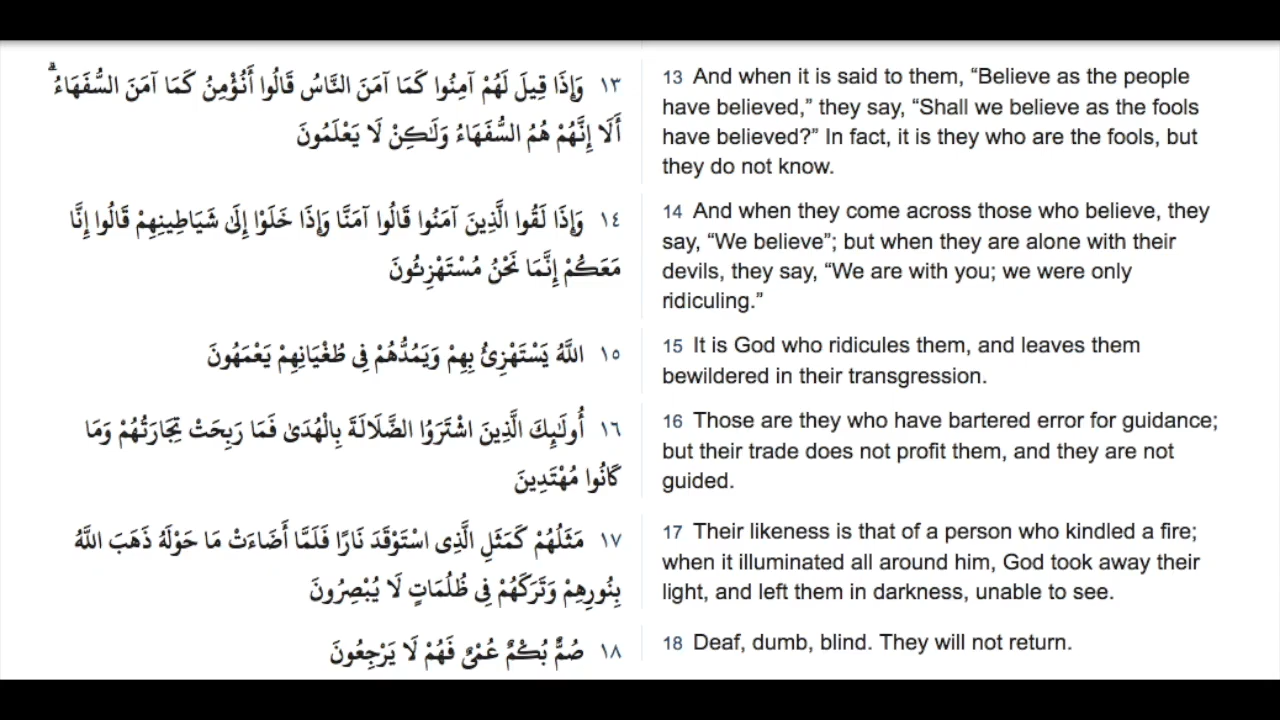 ١٣ وَإِذَا قِيلَ لَهُمْ آمِنُوا كَمَا آمَنَ النَّاسُ قَالُوا أَنُؤْمِنُ كَمَا آمَنَ السُّفَهَاءُ ۗ
أَلَا إِنَّهُمْ هُمُ السُّفَهَاءُ وَلَٰكِنْ لَا يَعْلَمُونَ
13 And when it is said to them, “Believe as the people
have believed,” they say, “Shall we believe as the fools
have believed?” In fact, it is they who are the fools, but
they do not know.
١٤ وَإِذَا لَقُوا الَّذِينَ آمَنُوا قَالُوا آمَنَّا وَإِذَا خَلَوْا إِلَىٰ شَيَاطِينِهِمْ قَالُوا إِنَّا
مَعَكُمْ إِنَّمَا نَحْنُ مُسْتَهْزِئُونَ
14 And when they come across those who believe, they
say, “We believe”; but when they are alone with their
devils, they say, “We are with you; we were only
ridiculing.”
١٥ اللَّهُ يَسْتَهْزِئُ بِهِمْ وَيَمُدُّهُمْ فِي طُغْيَانِهِمْ يَعْمَهُونَ
15 It is God who ridicules them, and leaves them
bewildered in their transgression.
١٦ أُولَٰئِكَ الَّذِينَ اشْتَرَوُا الضَّلَالَةَ بِالْهُدَىٰ فَمَا رَبِحَتْ تِجَارَتُهُمْ وَمَا
كَانُوا مُهْتَدِينَ
16 Those are they who have bartered error for guidance;
but their trade does not profit them, and they are not
guided.
١٧ مَثَلُهُمْ كَمَثَلِ الَّذِي اسْتَوْقَدَ نَارًا فَلَمَّا أَضَاءَتْ مَا حَوْلَهُ ذَهَبَ اللَّهُ
بِنُورِهِمْ وَتَرَكَهُمْ فِي ظُلُمَاتٍ لَا يُبْصِرُونَ
17 Their likeness is that of a person who kindled a fire;
when it illuminated all around him, God took away their
light, and left them in darkness, unable to see.
١٨ صُمٌّ بُكْمٌ عُمْيٌ فَهُمْ لَا يَرْجِعُونَ
18 Deaf, dumb, blind. They will not return.